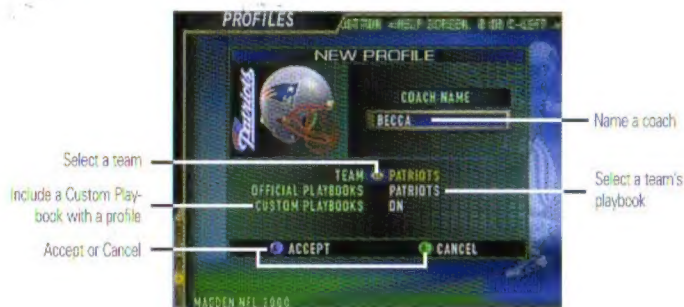 PROFILES
NEW PROFILE
Patriots
COACH NAME
BECCA
Name a coach
Select a team
TEAM PATRIOTS
OFFICIAL PLAYBOOKS PATRIOTS
CUSTOM PLAYBOOKS ON
Select a team's
playbook
Include a Custom Play-
book with a profile
Accept or Cancel
ACCEPT
CANCEL
MADDEN NFL 2000